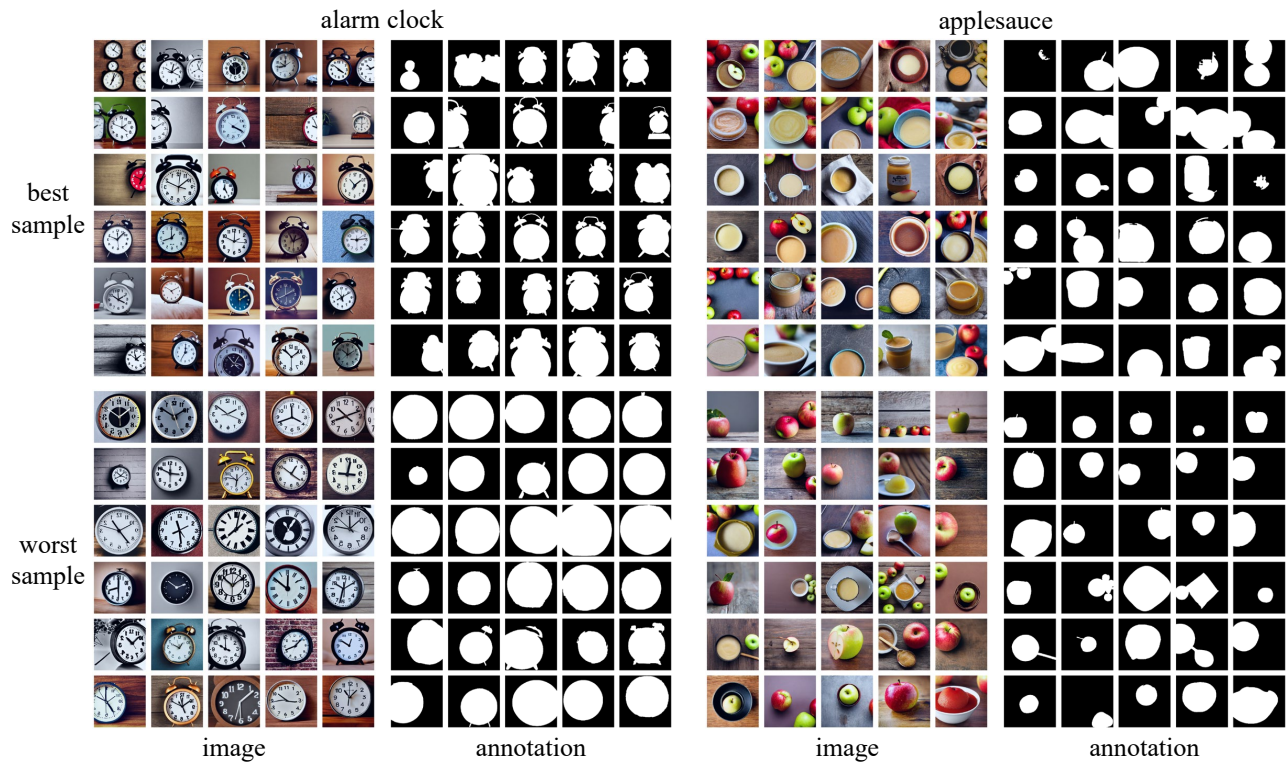 alarm clock
applesauce
best
sample
worst
sample
image
annotation
image
annotation